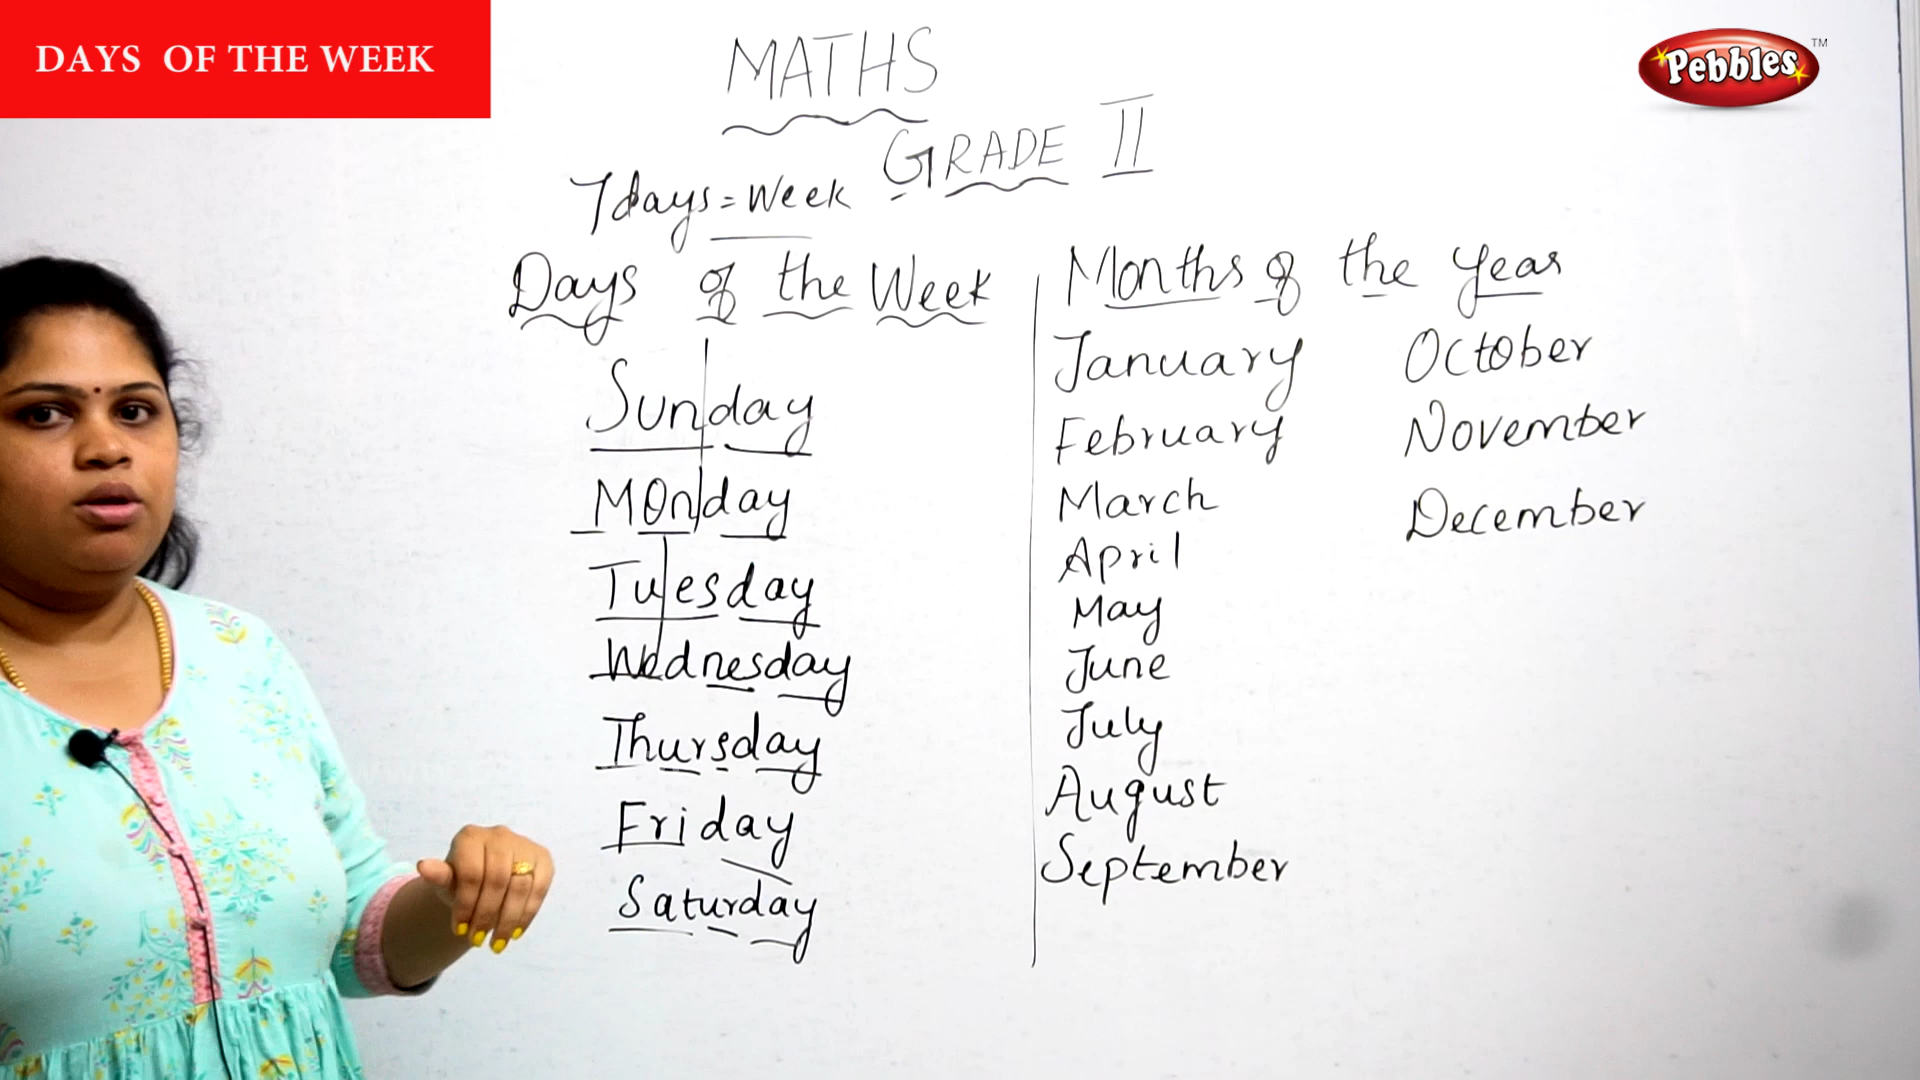 DAYS OF THE WEEK
Pebbles TM
MATHS
GRADE II
7days=Week
Days of the Week
Sunday
Monday
Tuesday
Wednesday
Thursday
Friday
Saturday
Months of the Year
January
February
March
April
May
June
July
August
September
October
November
December